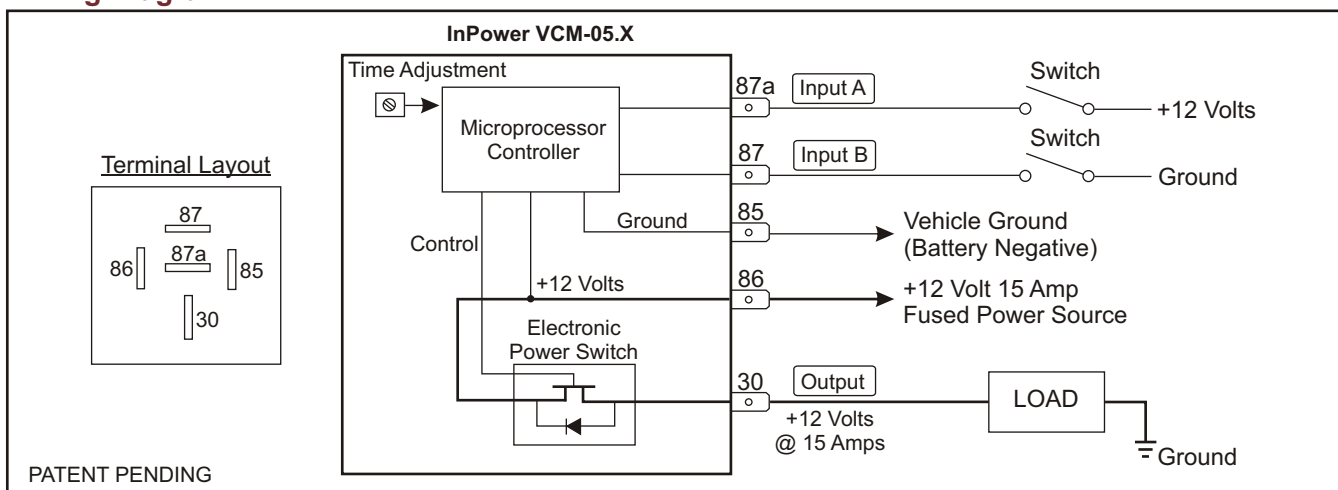 InPower VCM-05.X
Time Adjustment
Microprocessor
Controller
Control
Ground
+12 Volts
Electronic
Power Switch
87a
Input A
Switch
+12 Volts
87
Input B
Switch
Ground
85
Vehicle Ground
(Battery Negative)
86
+12 Volt 15 Amp
Fused Power Source
30
Output
+12 Volts
@ 15 Amps
LOAD
Ground
Terminal Layout
87
86
87a
85
30
PATENT PENDING